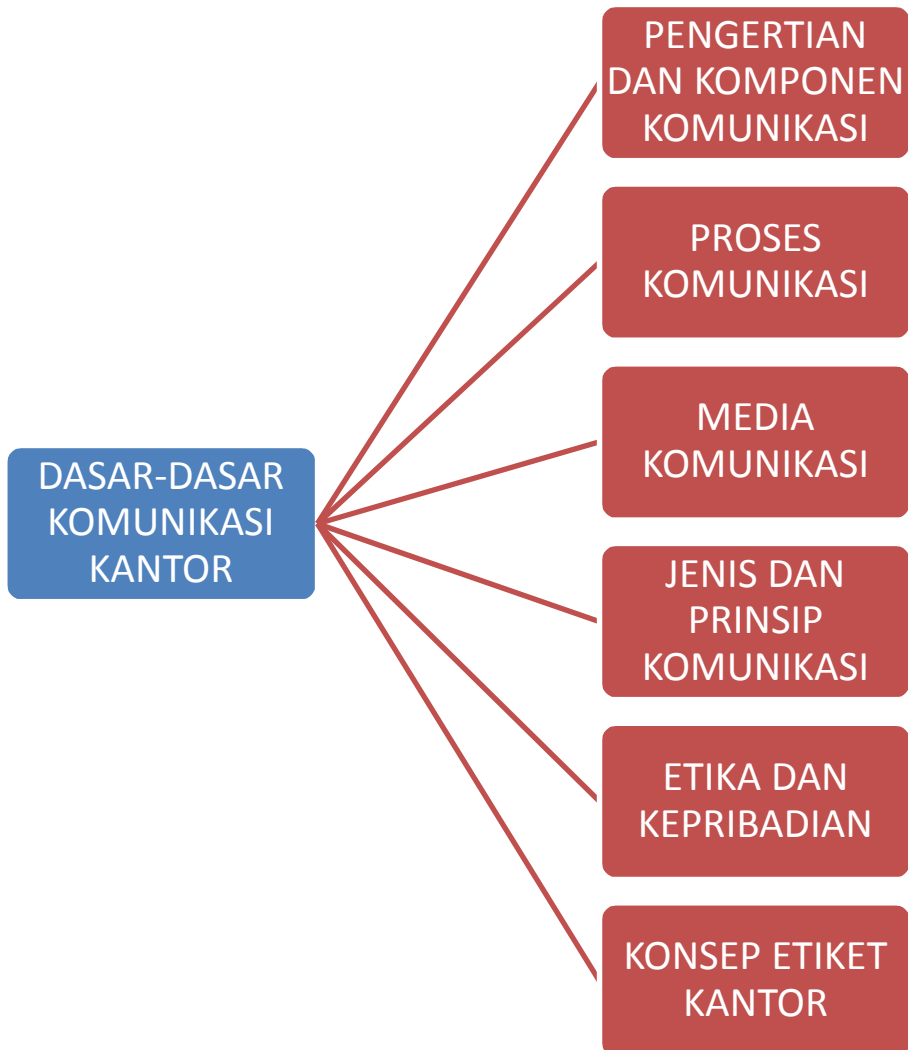 PENGERTIAN
DAN KOMPONEN
KOMUNIKASI
PROSES
KOMUNIKASI
MEDIA
KOMUNIKASI
DASAR-DASAR
KOMUNIKASI
KANTOR
JENIS DAN
PRINSIP
KOMUNIKASI
ETIKA DAN
KEPRIBADIAN
KONSEP ETIKET
KANTOR